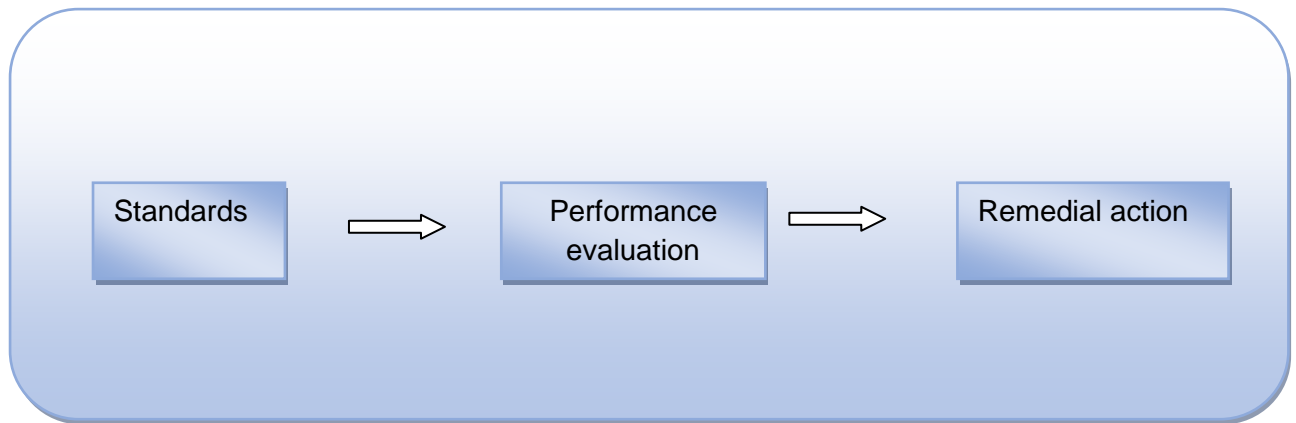 Standards
Performance
evaluation
Remedial action